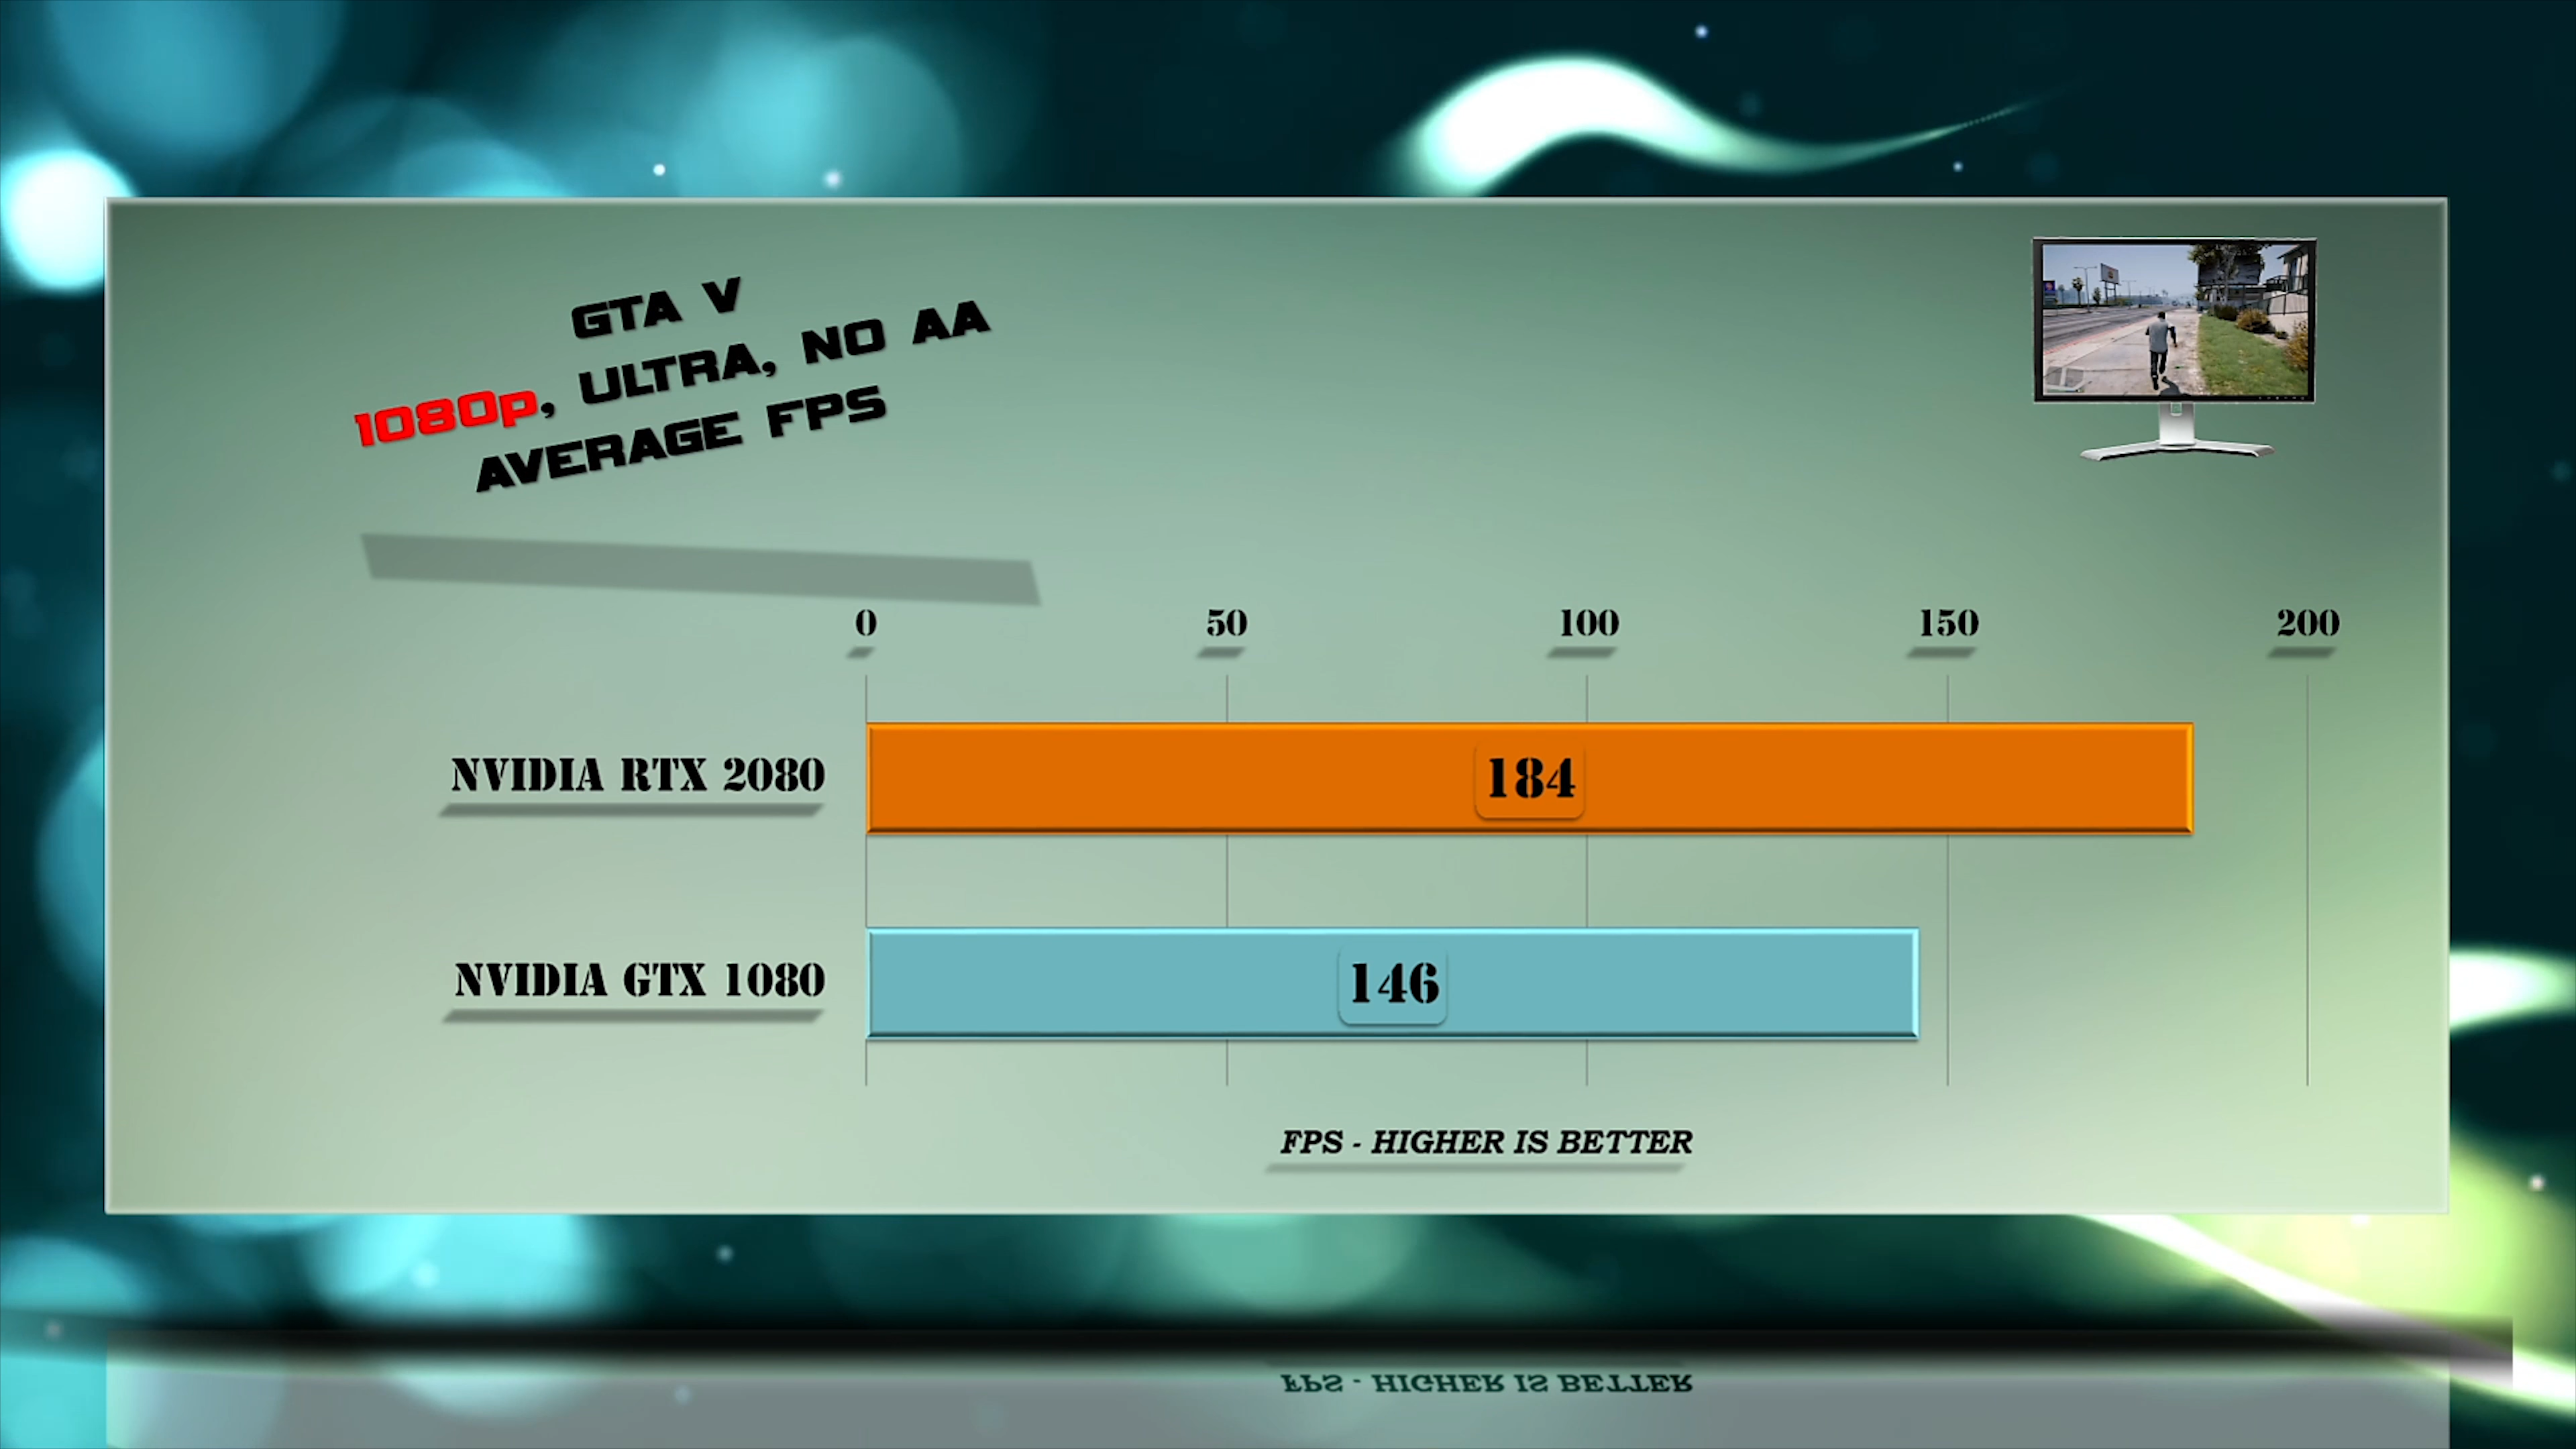 GTA V
1080p, ULTRA, NO AA
AVERAGE FPS
0 50 100 150 200
NVIDIA RTX 2080 184
NVIDIA GTX 1080 146
FPS - HIGHER IS BETTER
FPS - HIGHER IS BETTER